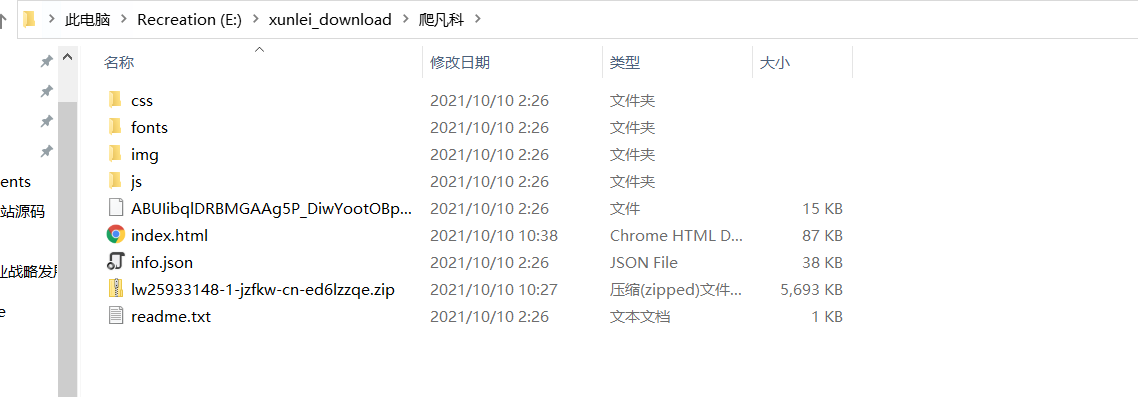 此电脑 > Recreation (E:) > xunlei_download > 爬凡科 >
名称 修改日期 类型 大小
css 2021/10/10 2:26 文件夹
fonts 2021/10/10 2:26 文件夹
img 2021/10/10 2:26 文件夹
js 2021/10/10 2:26 文件夹
ents
ABUIibqlDRBMGAAg5P_DiwYootOBp... 2021/10/10 2:26 文件 15 KB
站源码
index.html 2021/10/10 10:38 Chrome HTML D... 87 KB
info.json 2021/10/10 2:26 JSON File 38 KB
业战略发展
lw25933148-1-jzfkw-cn-ed6lzzqe.zip 2021/10/10 10:27 压缩(zipped)文件... 5,693 KB
e
readme.txt 2021/10/10 2:26 文本文档 1 KB